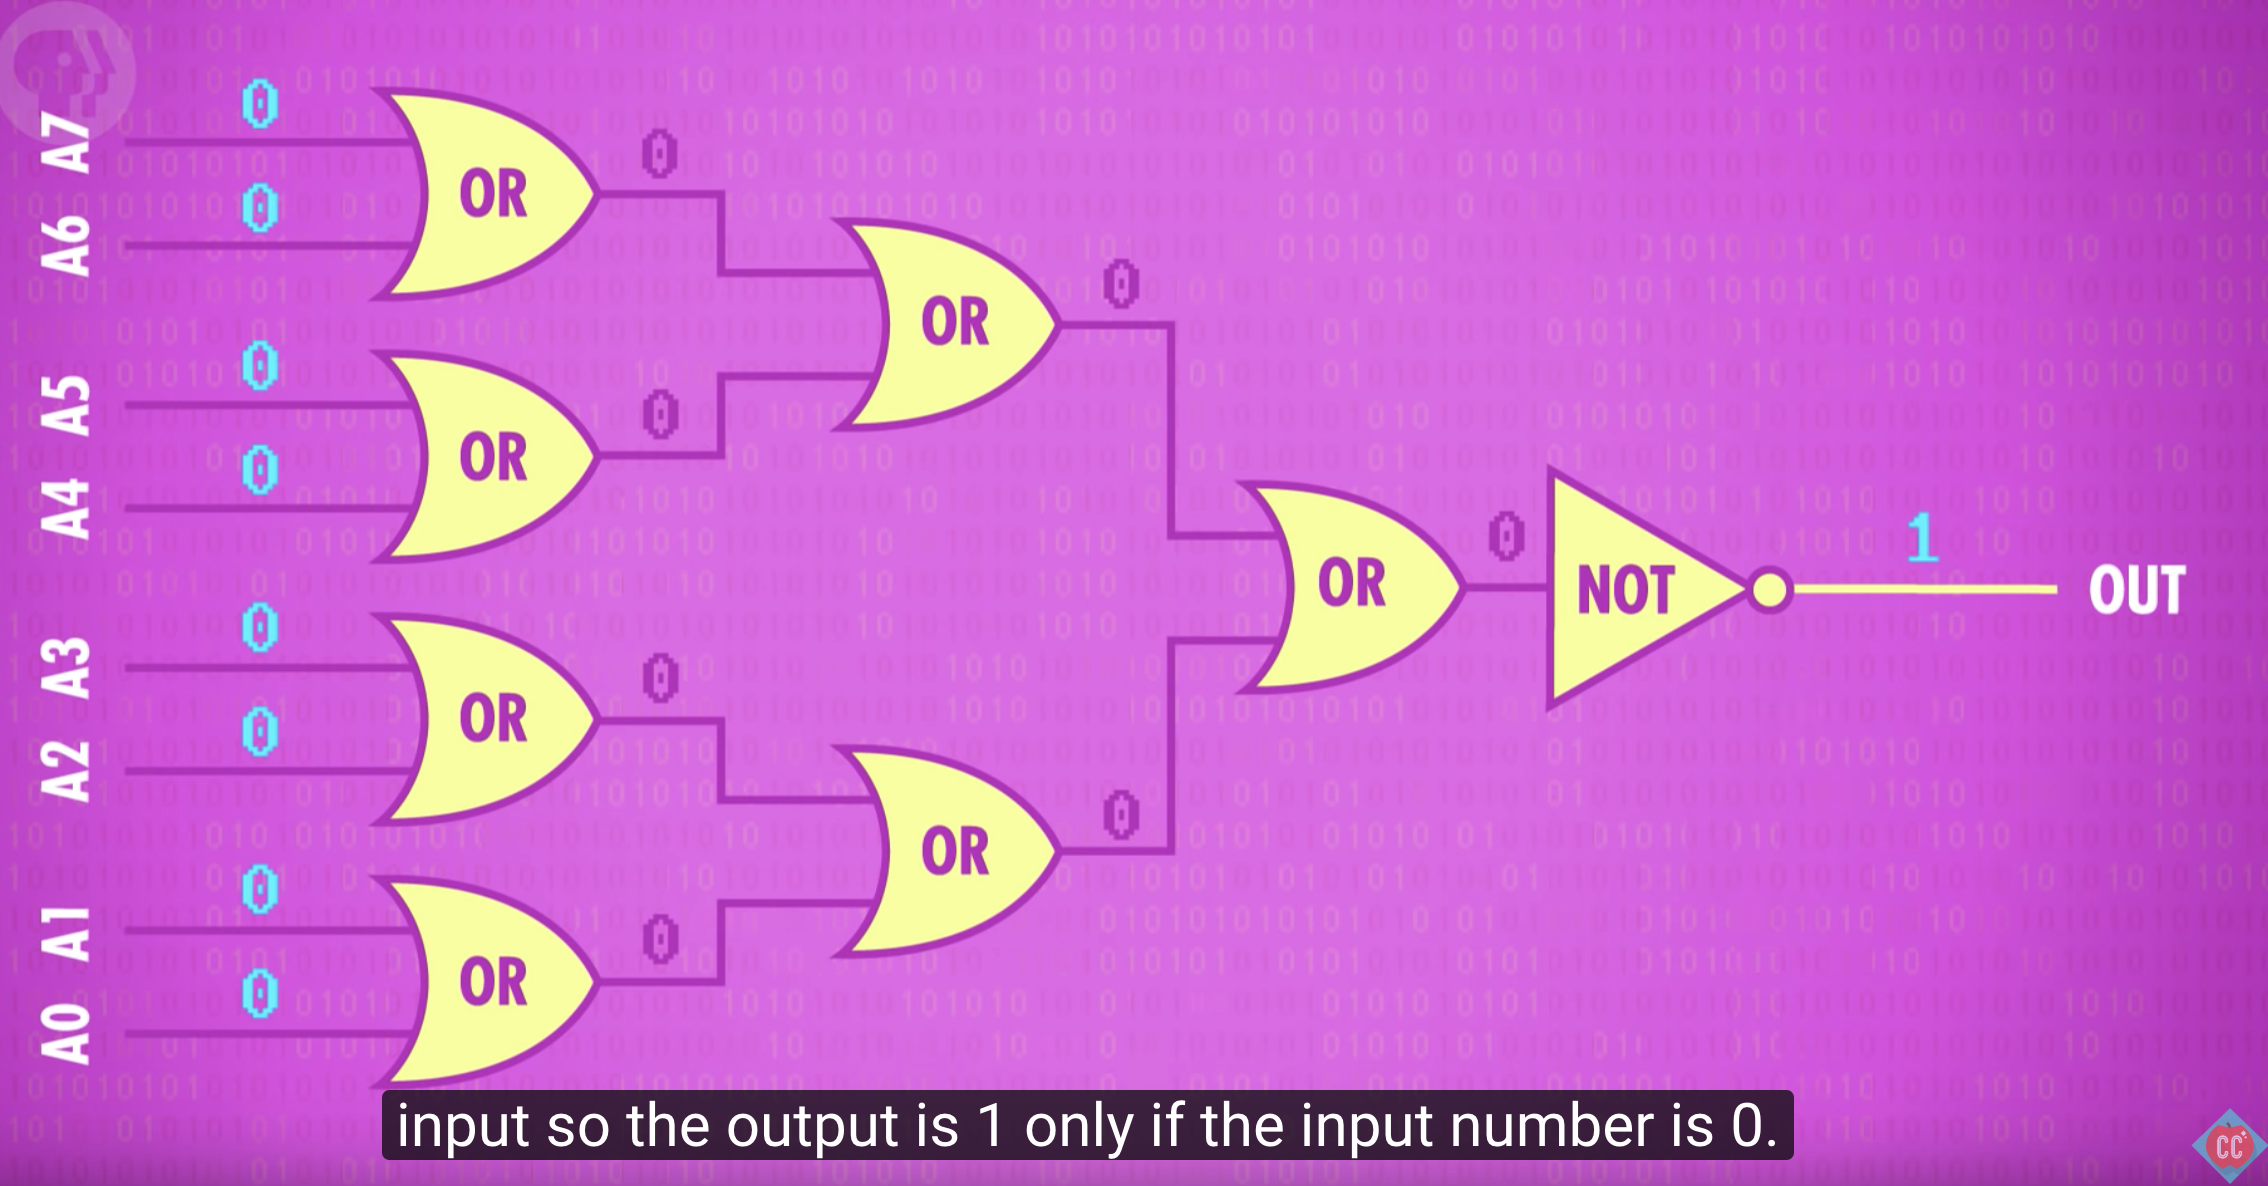 A7 0 OR 0
A6 0
OR 0
A5 0 OR 0
A4 0
OR 0 NOT 1 OUT
A3 0 OR 0
A2 0
OR 0
A1 0 OR 0
A0 0
input so the output is 1 only if the input number is 0.
CC